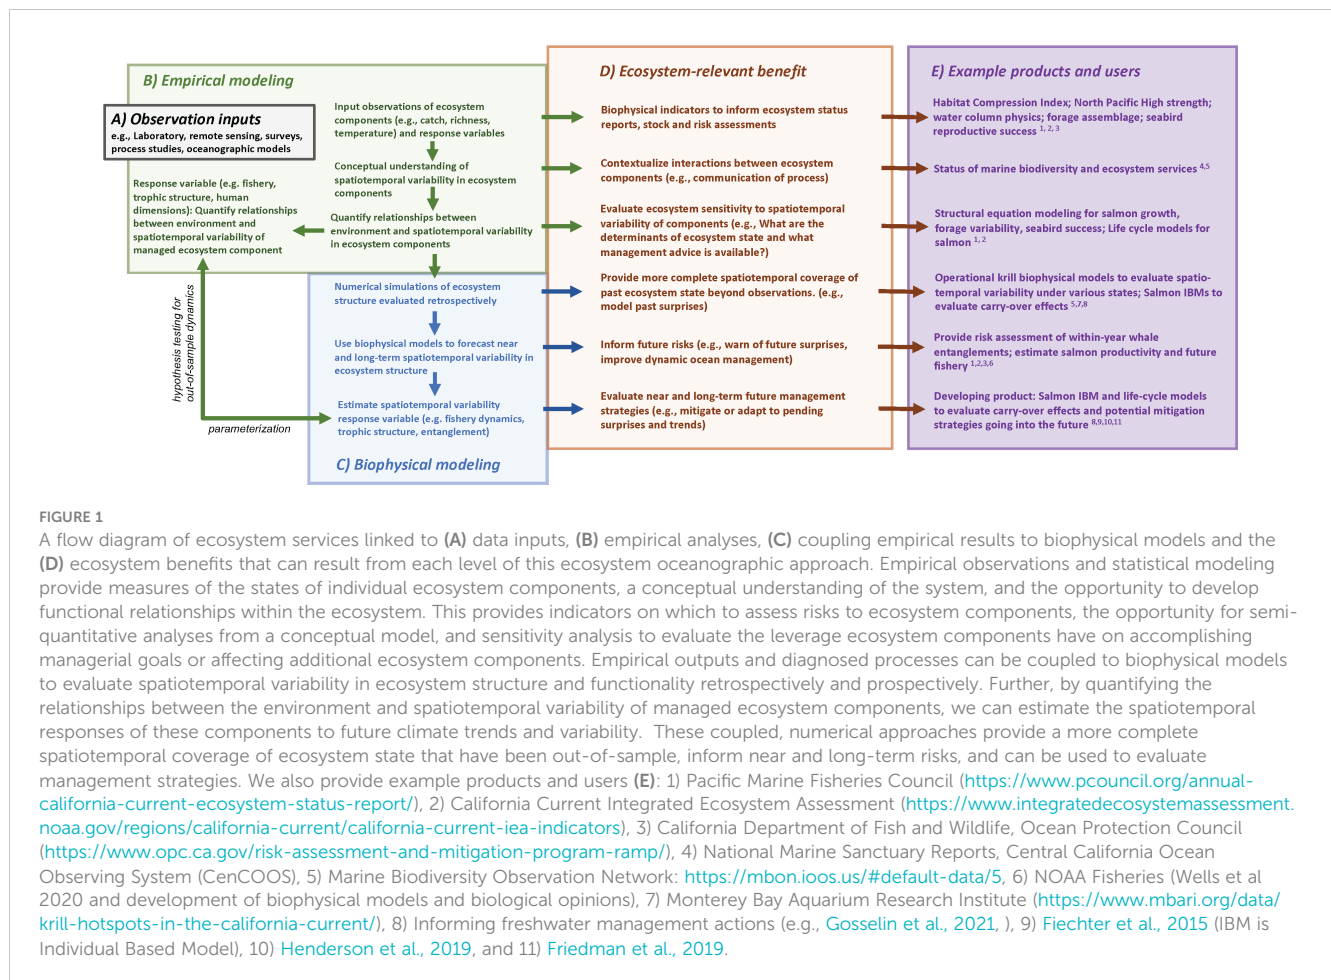 B) Empirical modeling
A) Observation inputs
e.g., Laboratory, remote sensing, surveys,
process studies, oceanographic models
Input observations of ecosystem
components (e.g., catch, richness,
temperature) and response variables
Conceptual understanding of
spatiotemporal variability in ecosystem
components
Response variable (e.g. fishery,
trophic structure, human
dimensions): Quantify relationships
between environment and
spatiotemporal variability of
managed ecosystem component
Quantify relationships between
environment and spatiotemporal variability
in ecosystem components
hypothesis testing for
out-of-sample dynamics
parameterization
Numerical simulations of ecosystem
structure evaluated retrospectively
Use biophysical models to forecast near
and long-term spatiotemporal variability in
ecosystem structure
Estimate spatiotemporal variability
response variable (e.g. fishery dynamics,
trophic structure, entanglement)
C) Biophysical modeling
D) Ecosystem-relevant benefit
Biophysical indicators to inform ecosystem status
reports, stock and risk assessments
Contextualize interactions between ecosystem
components (e.g., communication of process)
Evaluate ecosystem sensitivity to spatiotemporal
variability of components (e.g., What are the
determinants of ecosystem state and what
management advice is available?)
Provide more complete spatiotemporal coverage of
past ecosystem state beyond observations. (e.g.,
model past surprises)
Inform future risks (e.g., warn of future surprises,
improve dynamic ocean management)
Evaluate near and long-term future management
strategies (e.g., mitigate or adapt to pending
surprises and trends)
E) Example products and users
Habitat Compression Index; North Pacific High strength;
water column physics; forage assemblage; seabird
reproductive success 1, 2, 3
Status of marine biodiversity and ecosystem services 4,5
Structural equation modeling for salmon growth,
forage variability, seabird success; Life cycle models for
salmon 1, 2
Operational krill biophysical models to evaluate spatio-
temporal variability under various states; Salmon IBMs to
evaluate carry-over effects 5,7,8
Provide risk assessment of within-year whale
entanglements; estimate salmon productivity and future
fishery 1,2,3,6
Developing product: Salmon IBM and life-cycle models
to evaluate carry-over effects and potential mitigation
strategies going into the future 8,9,10,11
FIGURE 1
A flow diagram of ecosystem services linked to (A) data inputs, (B) empirical analyses, (C) coupling empirical results to biophysical models and the
(D) ecosystem benefits that can result from each level of this ecosystem oceanographic approach. Empirical observations and statistical modeling
provide measures of the states of individual ecosystem components, a conceptual understanding of the system, and the opportunity to develop
functional relationships within the ecosystem. This provides indicators on which to assess risks to ecosystem components, the opportunity for semi-
quantitative analyses from a conceptual model, and sensitivity analysis to evaluate the leverage ecosystem components have on accomplishing
managerial goals or affecting additional ecosystem components. Empirical outputs and diagnosed processes can be coupled to biophysical models
to evaluate spatiotemporal variability in ecosystem structure and functionality retrospectively and prospectively. Further, by quantifying the
relationships between the environment and spatiotemporal variability of managed ecosystem components, we can estimate the spatiotemporal
responses of these components to future climate trends and variability. These coupled, numerical approaches provide a more complete
spatiotemporal coverage of ecosystem state that have been out-of-sample, inform near and long-term risks, and can be used to evaluate
management strategies. We also provide example products and users (E): 1) Pacific Marine Fisheries Council (https://www.pcouncil.org/annual-
california-current-ecosystem-status-report/), 2) California Current Integrated Ecosystem Assessment (https://www.integratedecosystemassessment.
noaa.gov/regions/california-current/california-current-iea-indicators), 3) California Department of Fish and Wildlife, Ocean Protection Council
(https://www.opc.ca.gov/risk-assessment-and-mitigation-program-ramp/), 4) National Marine Sanctuary Reports, Central California Ocean
Observing System (CenCOOS), 5) Marine Biodiversity Observation Network: https://mbon.ioos.us/#default-data/5, 6) NOAA Fisheries (Wells et al
2020 and development of biophysical models and biological opinions), 7) Monterey Bay Aquarium Research Institute (https://www.mbari.org/data/
krill-hotspots-in-the-california-current/), 8) Informing freshwater management actions (e.g., Gosselin et al., 2021, ), 9) Fiechter et al., 2015 (IBM is
Individual Based Model), 10) Henderson et al., 2019, and 11) Friedman et al., 2019.